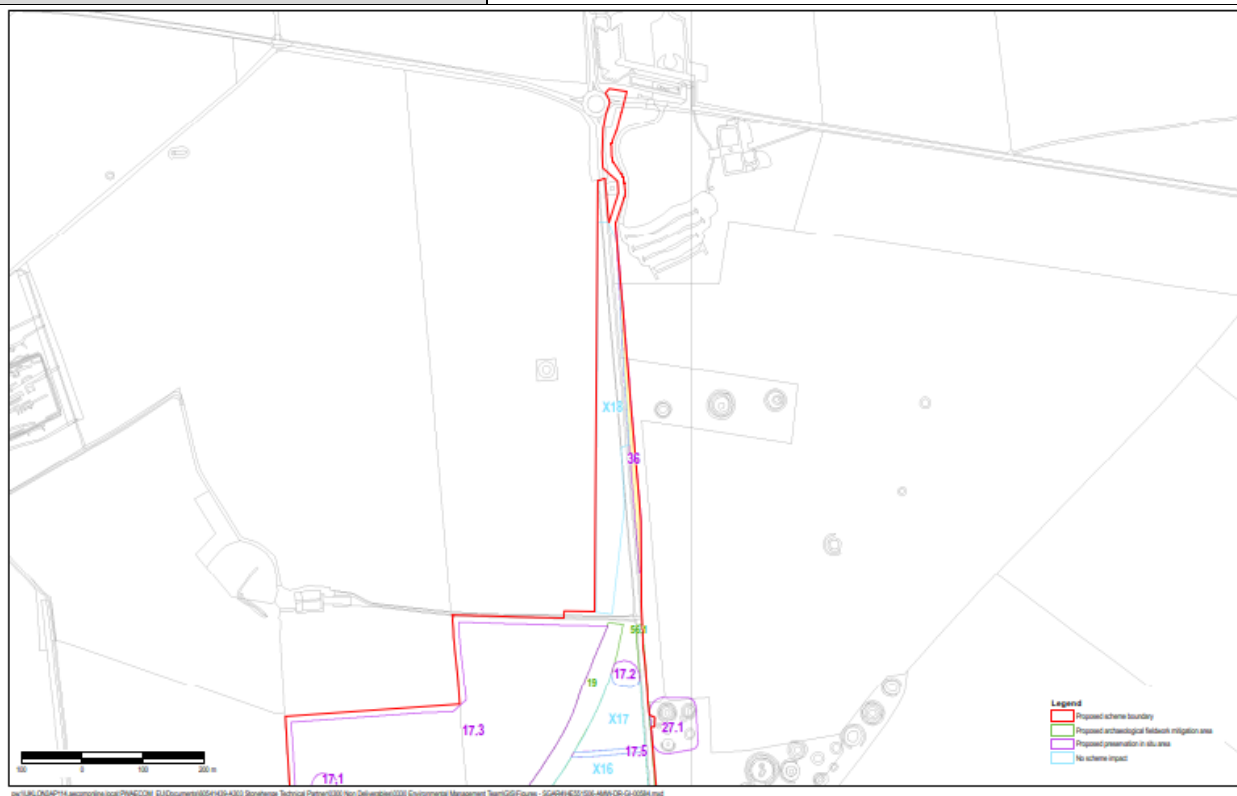 X18
36
56.1
17.2
19
X17
27.1
17.3
17.5
X16
17.1
100 0 100 200 m
Legend
Proposed scheme boundary
Proposed archaeological fieldwork mitigation area
Proposed preservation in situ area
No scheme impact